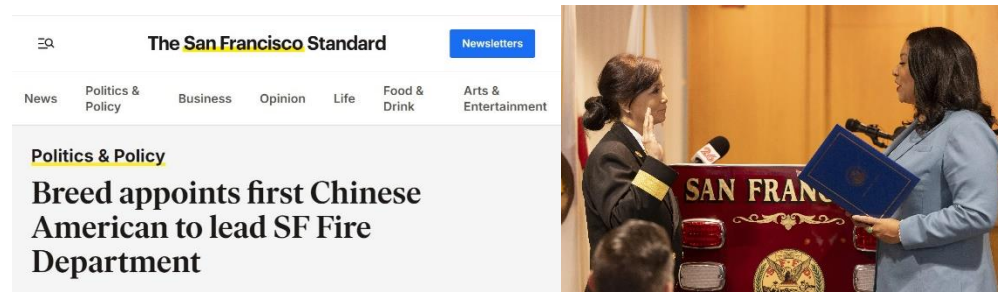 The San Francisco Standard
Newsletters
News
Politics &
Policy
Business
Opinion
Life
Food &
Drink
Arts &
Entertainment
Politics & Policy
Breed appoints first Chinese
American to lead SF Fire
Department
SAN FRAN